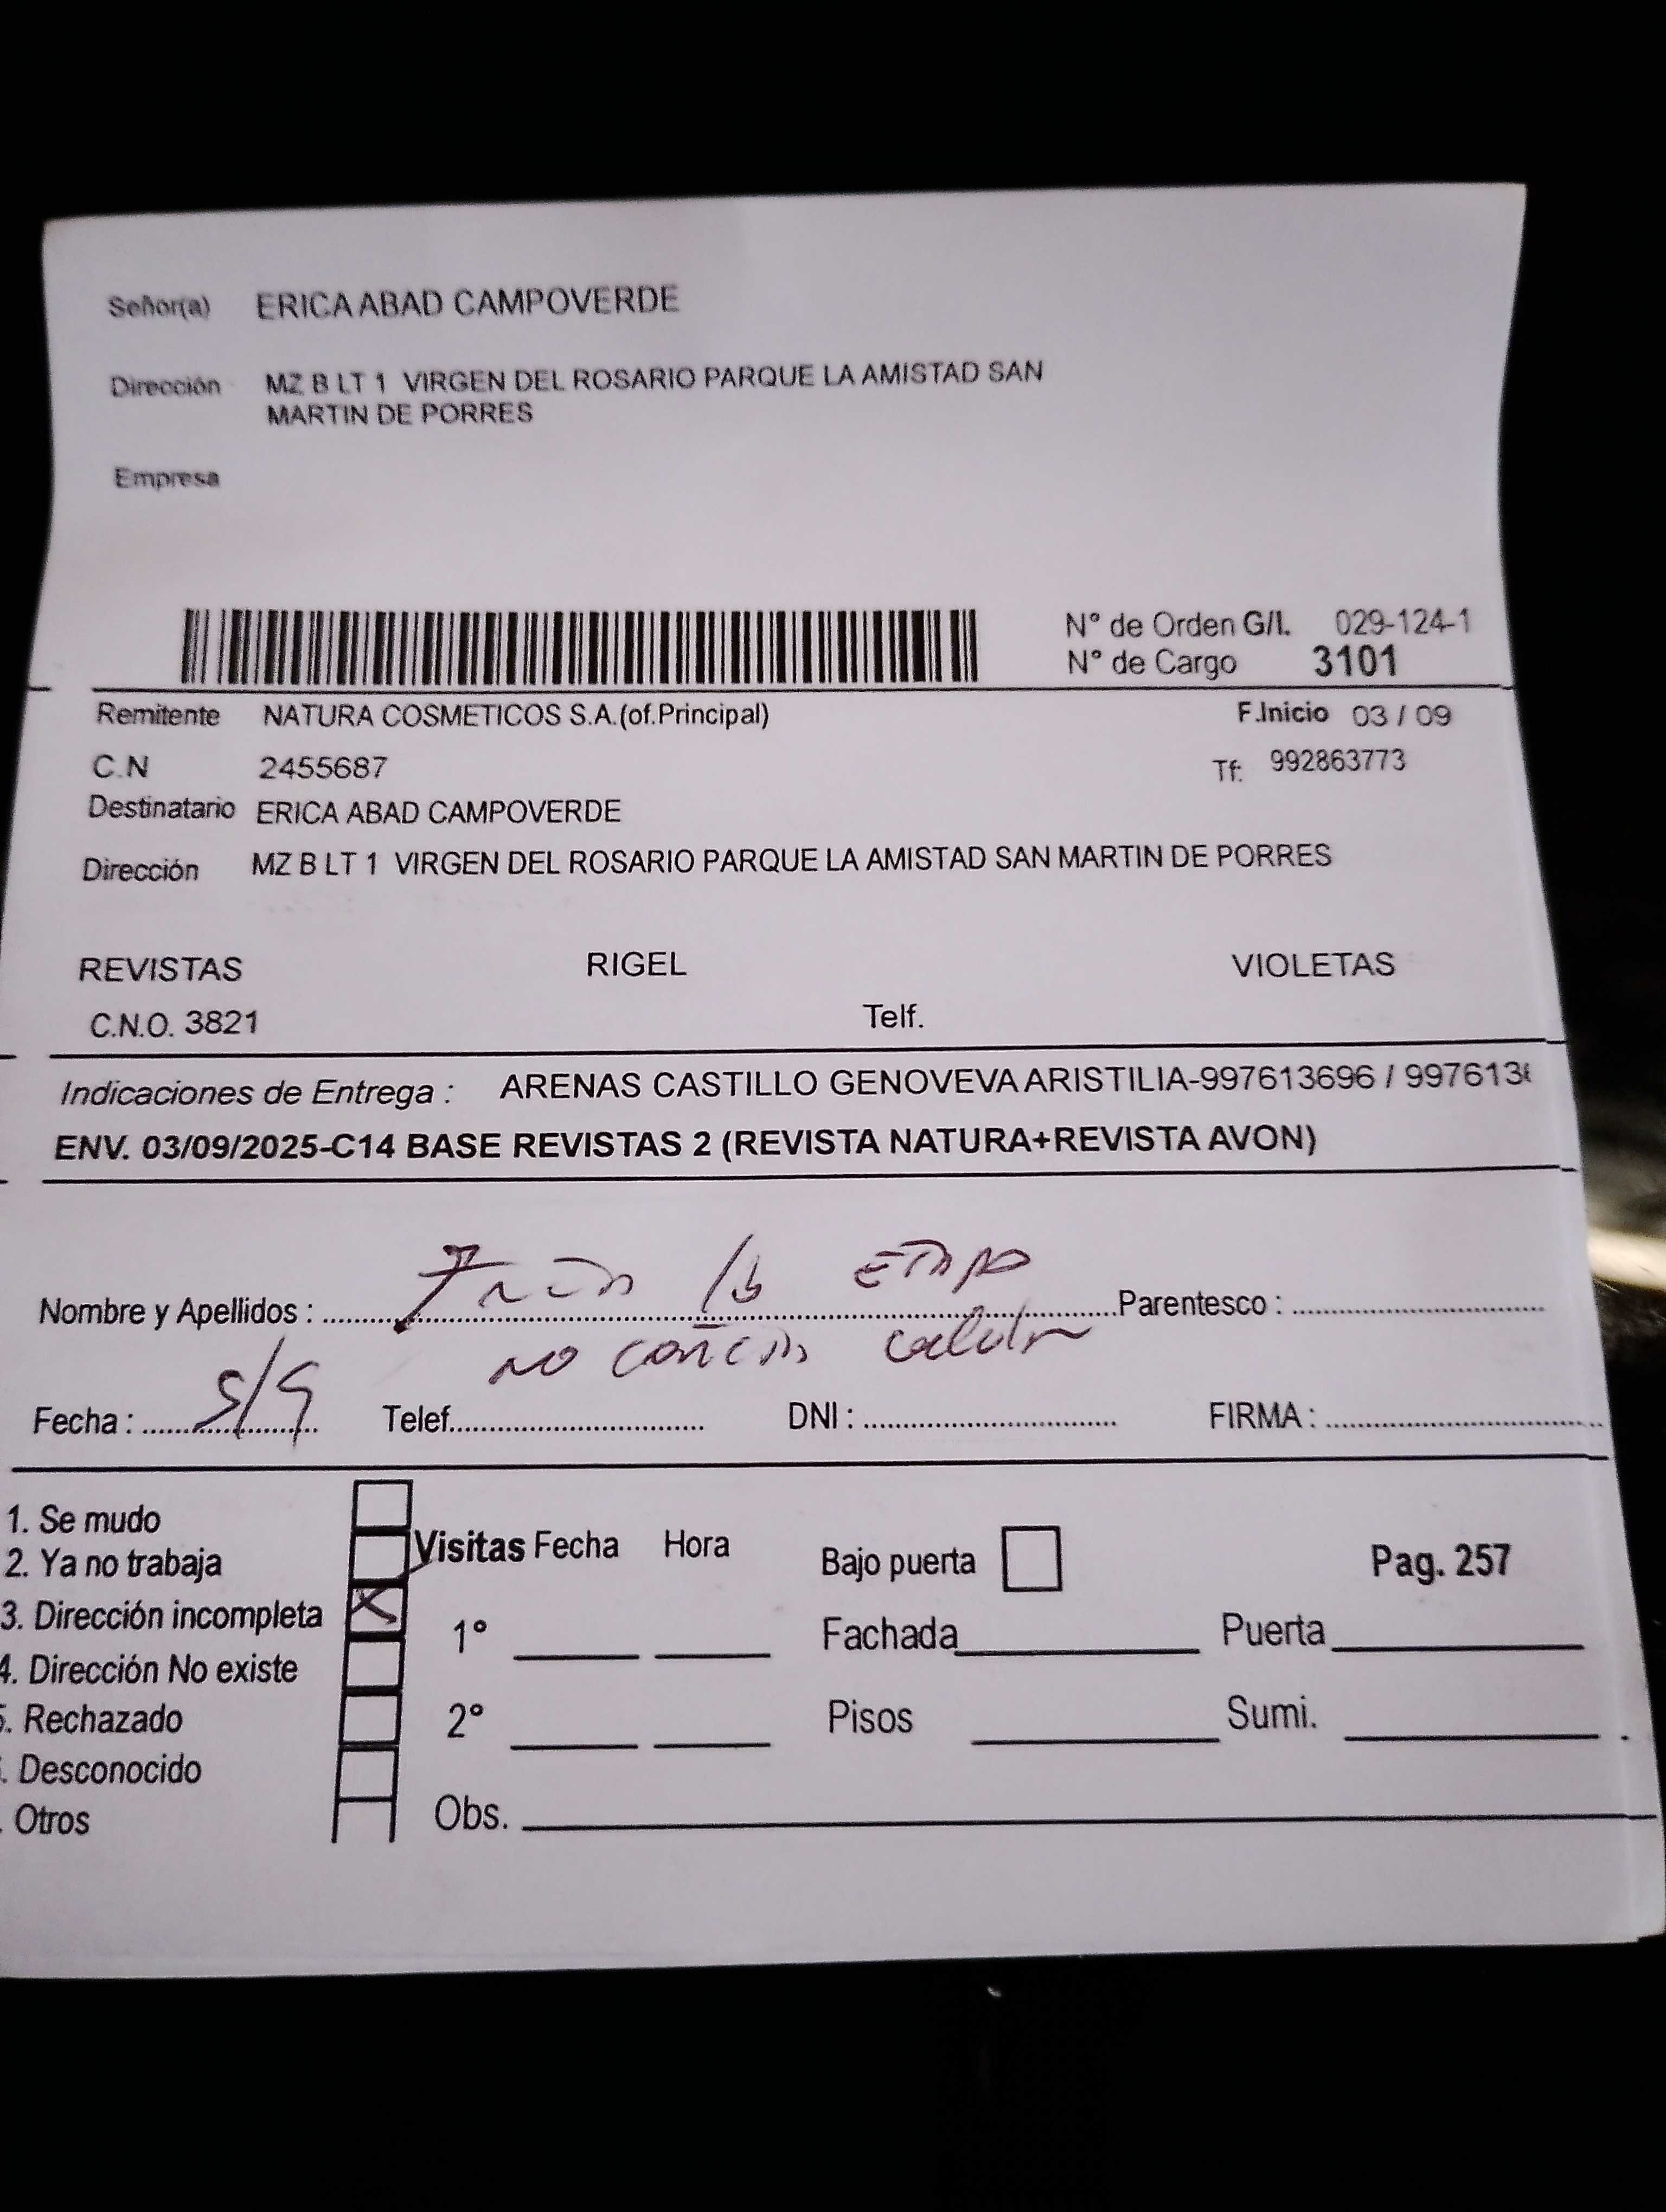 Señor(a) ERICA ABAD CAMPOVERDE
Dirección MZ B LT 1 VIRGEN DEL ROSARIO PARQUE LA AMISTAD SAN
MARTIN DE PORRES
Empresa
N° de Orden G/I. 029-124-1
N° de Cargo 3101
Remitente NATURA COSMETICOS S.A.(of.Principal) F.Inicio 03 / 09
C.N 2455687 Tf: 992863773
Destinatario ERICA ABAD CAMPOVERDE
Dirección MZ B LT 1 VIRGEN DEL ROSARIO PARQUE LA AMISTAD SAN MARTIN DE PORRES
REVISTAS RIGEL VIOLETAS
C.N.O. 3821 Telf.
Indicaciones de Entrega : ARENAS CASTILLO GENOVEVA ARISTILIA-997613696 / 997613
ENV. 03/09/2025-C14 BASE REVISTAS 2 (REVISTA NATURA+REVISTA AVON)
ETAPA
Nombre y Apellidos : Parentesco :
NO celular
Fecha : 5/9 Telef. DNI : FIRMA :
1. Se mudo
2. Ya no trabaja Visitas Fecha Hora Bajo puerta Pag. 257
3. Dirección incompleta 1° Fachada Puerta
4. Dirección No existe
5. Rechazado 2° Pisos Sumi.
. Desconocido
. Otros Obs.